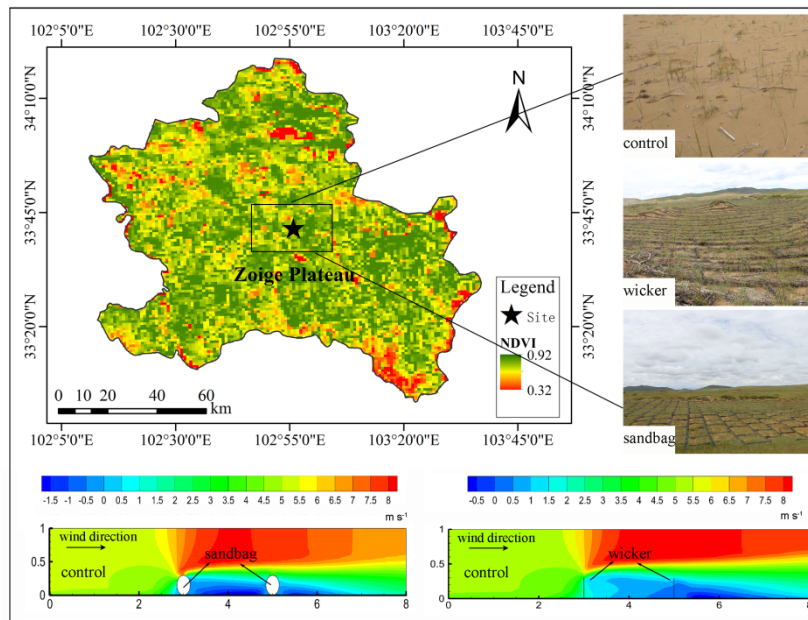 102°5'0"E 102°30'0"E 102°55'0"E 103°20'0"E 103°45'0"E
34°10'0"N
33°45'0"N
33°20'0"N
N
34°10'0"N
33°45'0"N
33°20'0"N
Zoige Plateau
Legend
Site
NDVI
0.92
0.32
0 10 20 40 60
km
102°5'0"E 102°30'0"E 102°55'0"E 103°20'0"E 103°45'0"E
control
wicker
sandbag
-1.5 -1 -0.5 0 0.5 1 1.5 2 2.5 3 3.5 4 4.5 5 5.5 6 6.5 7 7.5 8
m s-1
1
0.5
0
wind direction
control
sandbag
0 2 4 6 8
-0.5 0 0.5 1 1.5 2 2.5 3 3.5 4 4.5 5 5.5 6 6.5 7 7.5 8
m s-1
1
0.5
0
wind direction
control
wicker
0 2 4 6 8